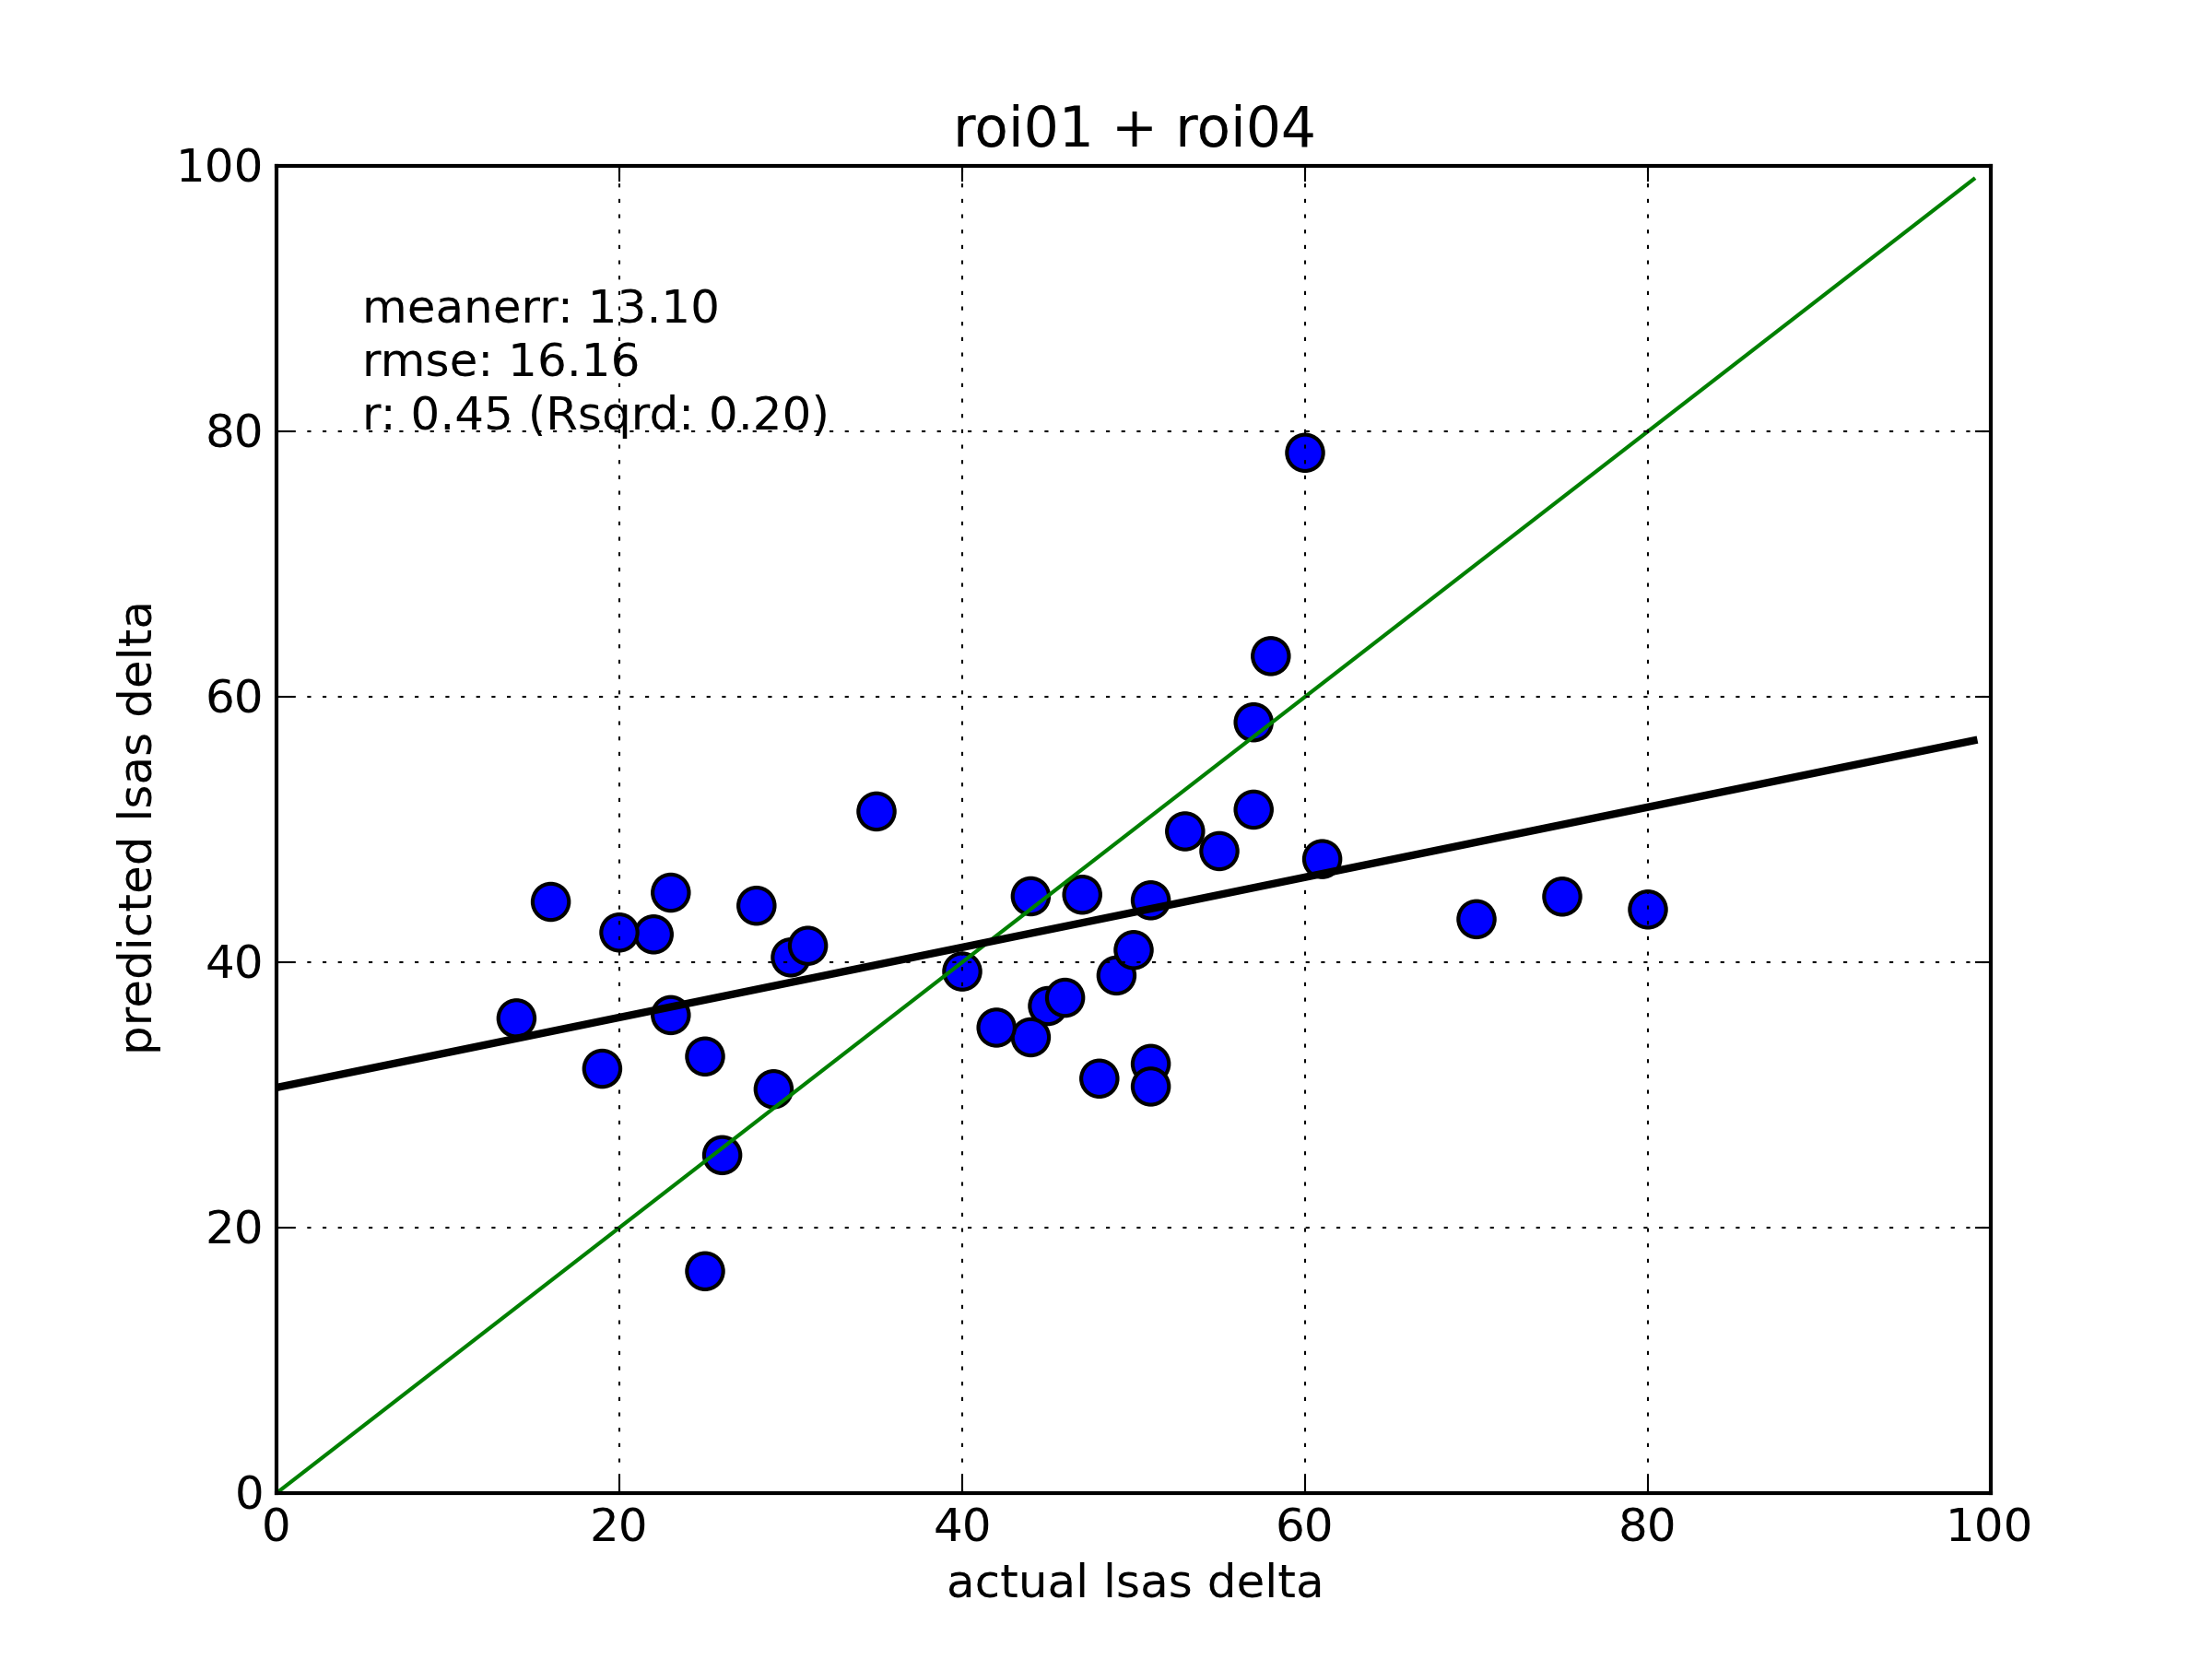 roi01 + roi04
meanerr: 13.10
rmse: 16.16
r: 0.45 (Rsqrd: 0.20)
100
80
60
40
20
0
predicted lsas delta
0 20 40 60 80 100
actual lsas delta